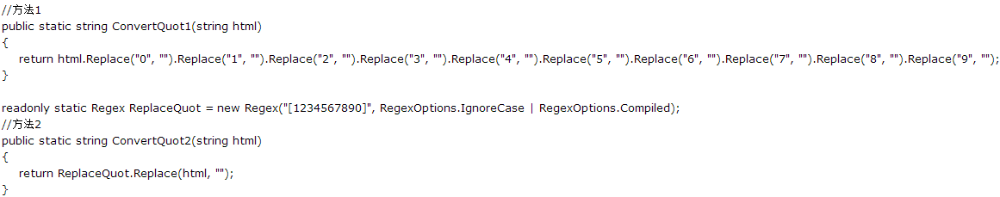 //方法1
public static string ConvertQuot1(string html)
{
    return html.Replace("0", "").Replace("1", "").Replace("2", "").Replace("3", "").Replace("4", "").Replace("5", "").Replace("6", "").Replace("7", "").Replace("8", "").Replace("9", "");
}
readonly static Regex ReplaceQuot = new Regex("[1234567890]", RegexOptions.IgnoreCase | RegexOptions.Compiled);
//方法2
public static string ConvertQuot2(string html)
{
    return ReplaceQuot.Replace(html, "");
}